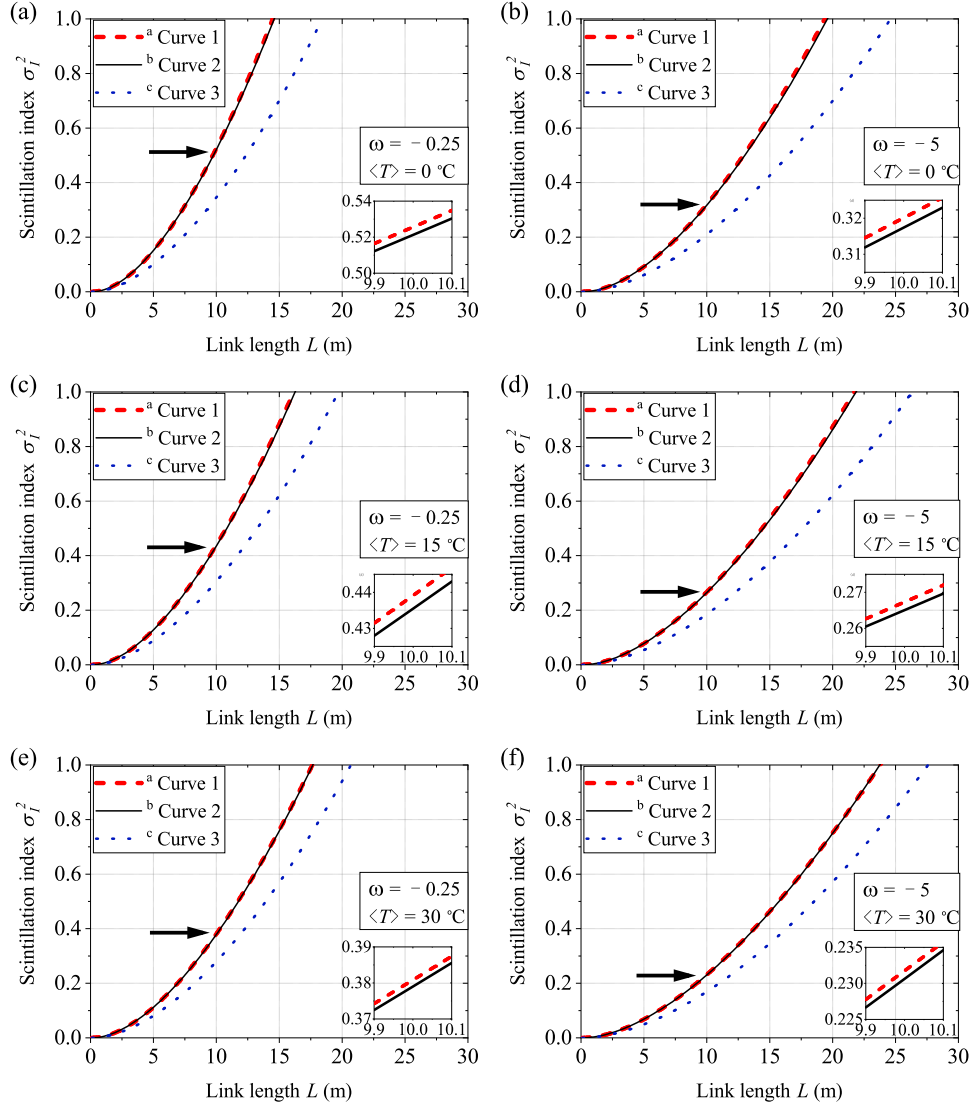 (a)
Scintillation index σ_I^2
1.0
0.8
0.6
0.4
0.2
0.0
a Curve 1
b Curve 2
c Curve 3
ω = − 0.25
⟨T⟩ = 0 °C
0.54
0.52
0.50
9.9 10.0 10.1
0 5 10 15 20 25 30
Link length L (m)
(b)
Scintillation index σ_I^2
1.0
0.8
0.6
0.4
0.2
0.0
a Curve 1
b Curve 2
c Curve 3
ω = − 5
⟨T⟩ = 0 °C
0.32
0.31
9.9 10.0 10.1
0 5 10 15 20 25 30
Link length L (m)
(c)
Scintillation index σ_I^2
1.0
0.8
0.6
0.4
0.2
0.0
a Curve 1
b Curve 2
c Curve 3
ω = − 0.25
⟨T⟩ = 15 °C
0.44
0.43
9.9 10.0 10.1
0 5 10 15 20 25 30
Link length L (m)
(d)
Scintillation index σ_I^2
1.0
0.8
0.6
0.4
0.2
0.0
a Curve 1
b Curve 2
c Curve 3
ω = − 5
⟨T⟩ = 15 °C
0.27
0.26
9.9 10.0 10.1
0 5 10 15 20 25 30
Link length L (m)
(e)
Scintillation index σ_I^2
1.0
0.8
0.6
0.4
0.2
0.0
a Curve 1
b Curve 2
c Curve 3
ω = − 0.25
⟨T⟩ = 30 °C
0.39
0.38
0.37
9.9 10.0 10.1
0 5 10 15 20 25 30
Link length L (m)
(f)
Scintillation index σ_I^2
1.0
0.8
0.6
0.4
0.2
0.0
a Curve 1
b Curve 2
c Curve 3
ω = − 5
⟨T⟩ = 30 °C
0.235
0.230
0.225
9.9 10.0 10.1
0 5 10 15 20 25 30
Link length L (m)